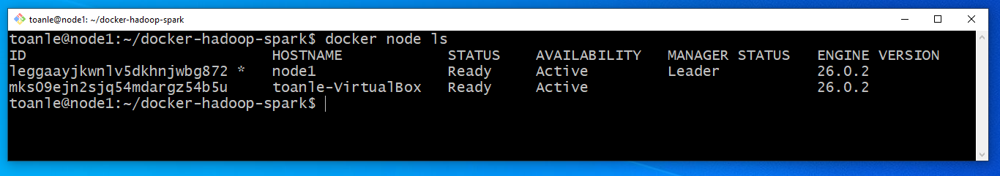 toanle@node1: ~/docker-hadoop-spark
toanle@node1:~/docker-hadoop-spark$ docker node ls
ID HOSTNAME STATUS AVAILABILITY MANAGER STATUS ENGINE VERSION
leggaayjkwnlv5dkhnjwbg872 * node1 Ready Active Leader 26.0.2
mks09ejn2sjq54mdargz54b5u toanle-VirtualBox Ready Active 26.0.2
toanle@node1:~/docker-hadoop-spark$